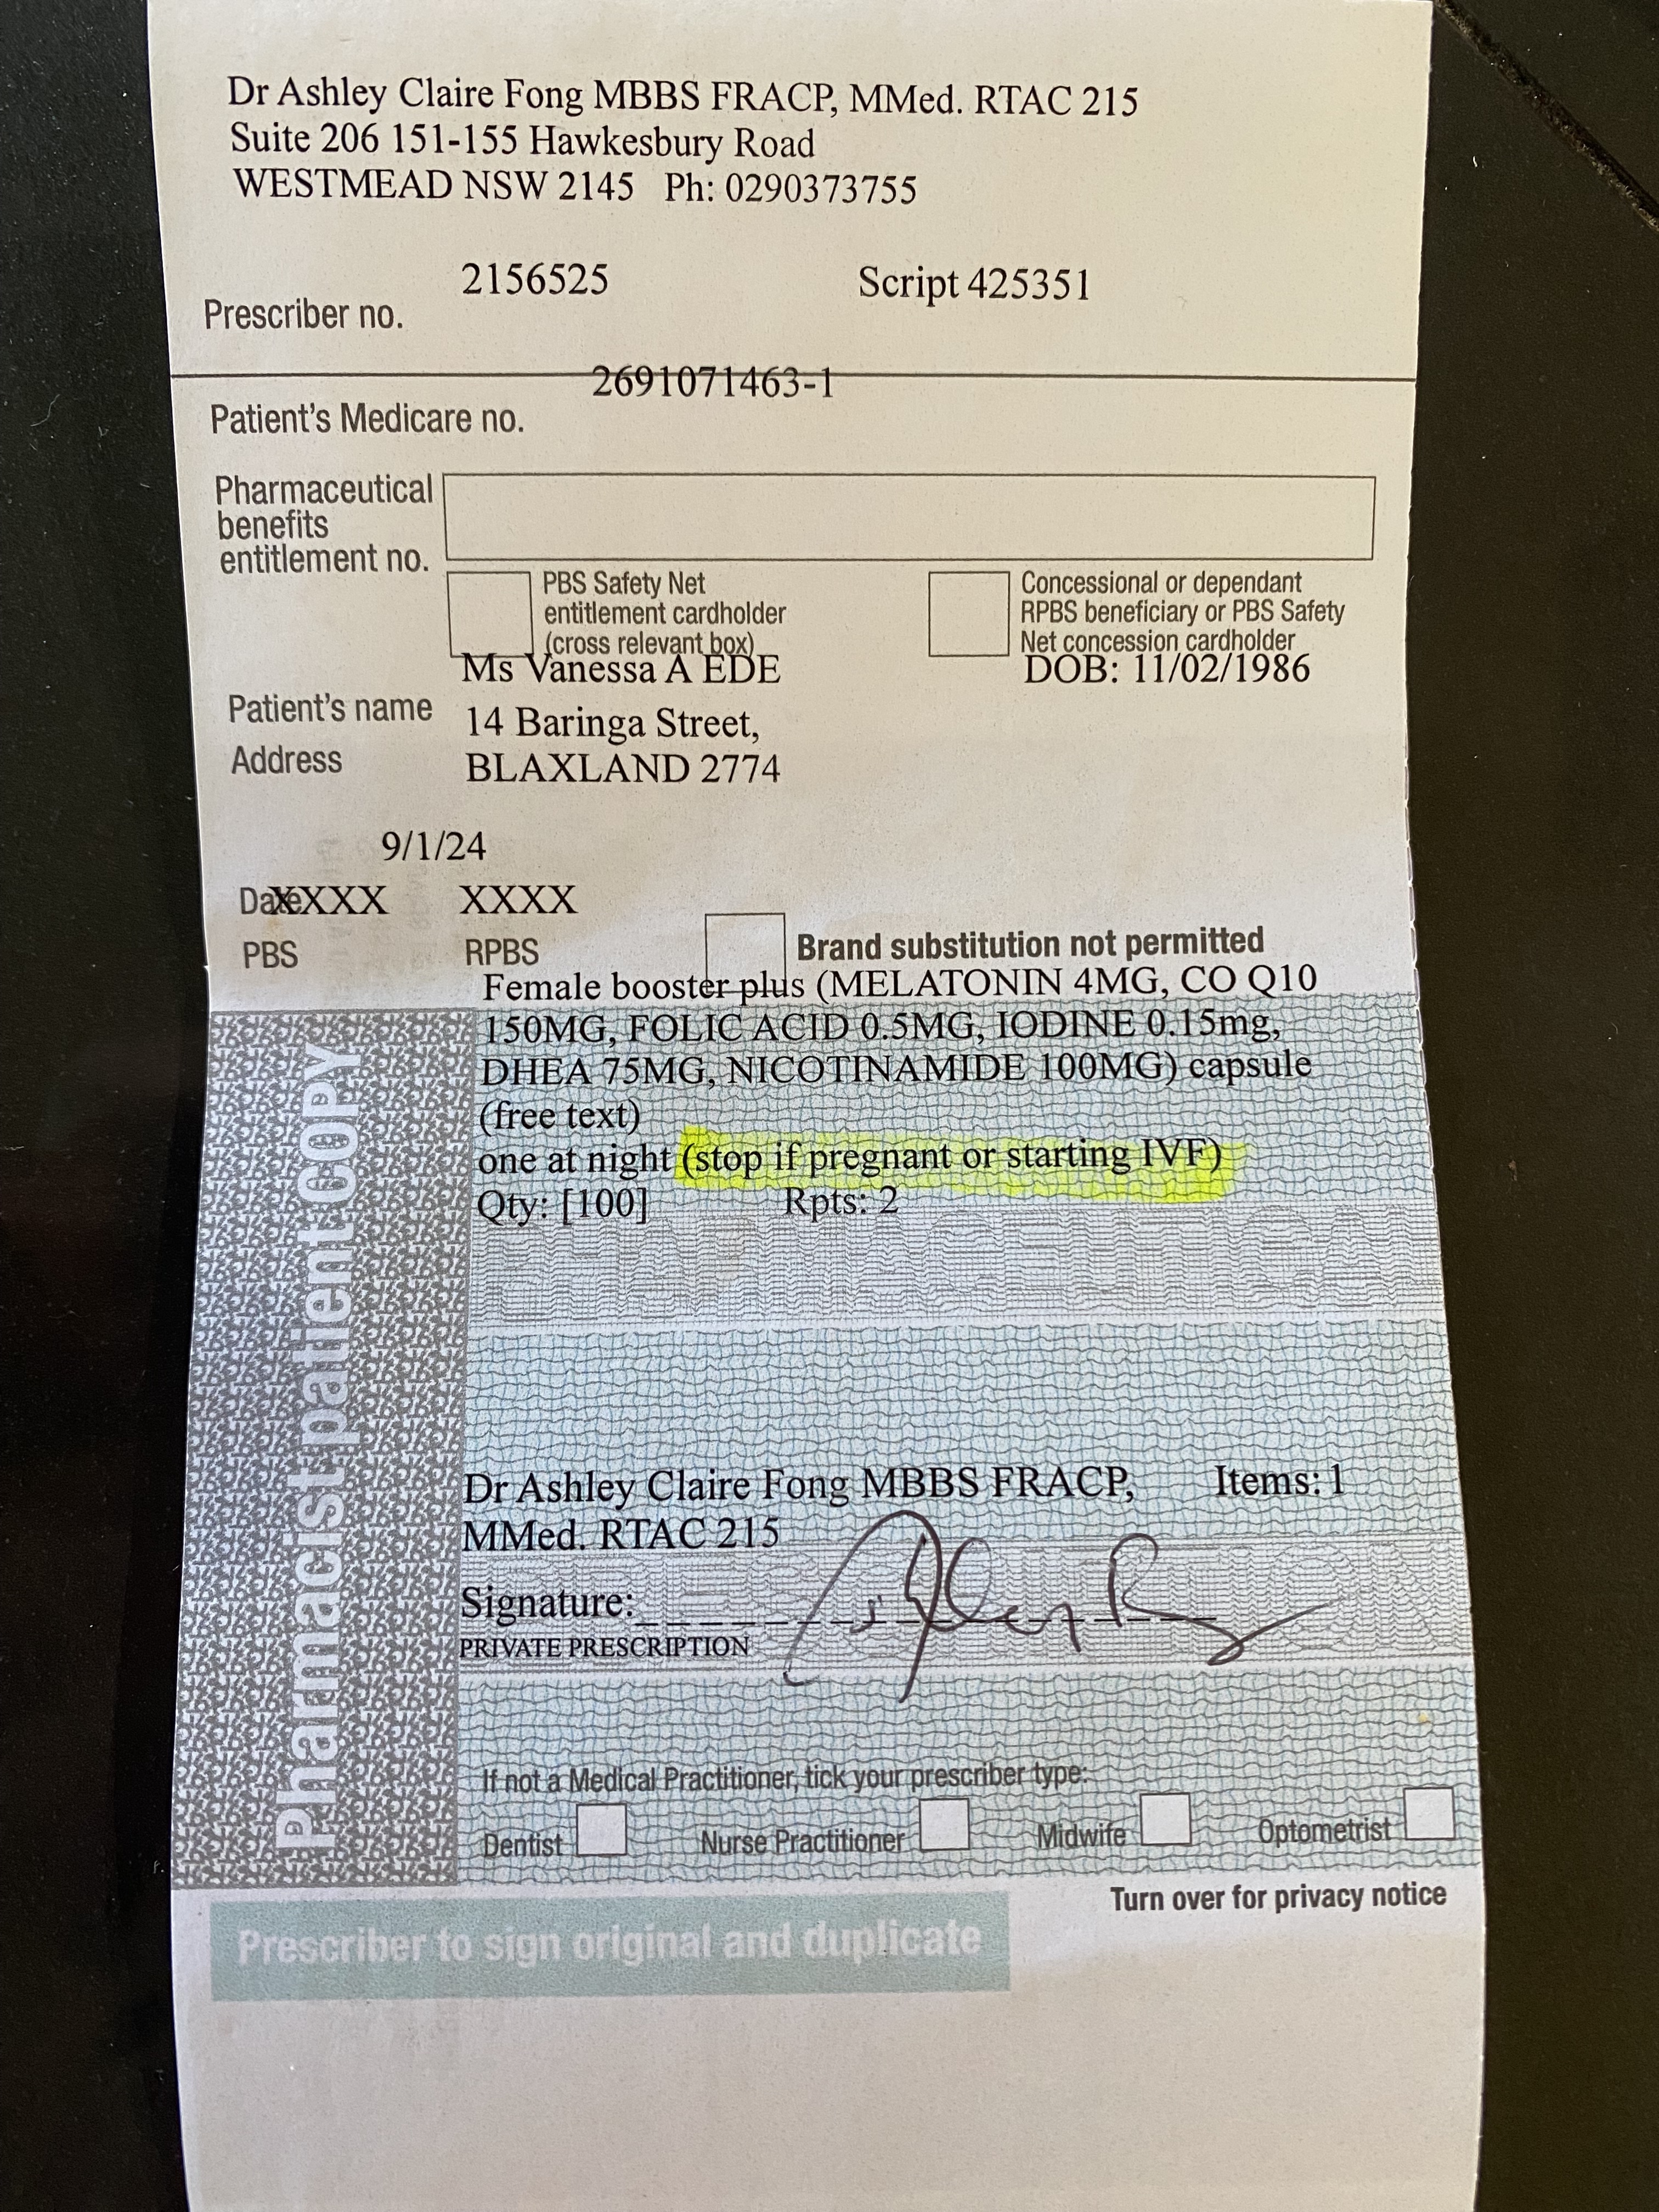 Dr Ashley Claire Fong MBBS FRACP, MMed. RTAC 215
Suite 206 151-155 Hawkesbury Road
WESTMEAD NSW 2145 Ph: 0290373755
2156525 Script 425351
Prescriber no.
2691071463-1
Patient's Medicare no.
Pharmaceutical
benefits
entitlement no.
PBS Safety Net
entitlement cardholder
(cross relevant box)
Concessional or dependant
RPBS beneficiary or PBS Safety
Net concession cardholder
Ms Vanessa A EDE DOB: 11/02/1986
Patient's name
14 Baringa Street,
Address
BLAXLAND 2774
9/1/24
Date XXXX XXXX
PBS RPBS Brand substitution not permitted
Female booster plus (MELATONIN 4MG, CO Q10
150MG, FOLIC ACID 0.5MG, IODINE 0.15mg,
DHEA 75MG, NICOTINAMIDE 100MG) capsule
(free text)
one at night (stop if pregnant or starting IVF)
Qty: [100] Rpts: 2
PHARMACEUTICAL
Pharmacist/patient COPY
Dr Ashley Claire Fong MBBS FRACP, Items: 1
MMed. RTAC 215
Signature:
PRIVATE PRESCRIPTION
If not a Medical Practitioner, tick your prescriber type:
Dentist Nurse Practitioner Midwife Optometrist
Turn over for privacy notice
Prescriber to sign original and duplicate